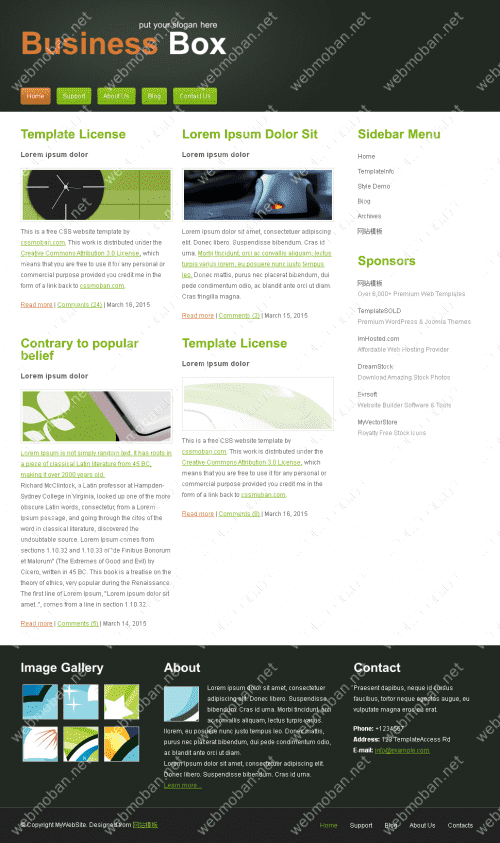 put your slogan here
Business Box
Home
Support
About Us
Blog
Contact Us
Template License
Lorem ipsum dolor
This is a free CSS website template by
cssmoban.com. This work is distributed under the
Creative Commons Attribution 3.0 License, which
means that you are free to use it for any personal or
commercial purpose provided you credit me in the
form of a link back to cssmoban.com.
Read more | Comments (24) | March 16, 2015
Lorem Ipsum Dolor Sit
Lorem ipsum dolor
Lorem ipsum dolor sit amet, consectetuer adipiscing
elit. Donec libero. Suspendisse bibendum. Cras id
urna. Morbi tincidunt, orci ac convallis aliquam, lectus
turpis varius lorem, eu posuere nunc justo tempus
leo. Donec mattis, purus nec placerat bibendum, dui
pede condimentum odio, ac blandit ante orci ut diam.
Cras fringilla magna.
Read more | Comments (2) | March 15, 2015
Contrary to popular
belief
Lorem ipsum dolor
Lorem Ipsum is not simply random text. It has roots in
a piece of classical Latin literature from 45 BC,
making it over 2000 years old.
Richard McClintock, a Latin professor at Hampden-
Sydney College in Virginia, looked up one of the more
obscure Latin words, consectetur, from a Lorem
Ipsum passage, and going through the cites of the
word in classical literature, discovered the
undoubtable source. Lorem Ipsum comes from
sections 1.10.32 and 1.10.33 of "de Finibus Bonorum
et Malorum" (The Extremes of Good and Evil) by
Cicero, written in 45 BC. This book is a treatise on the
theory of ethics, very popular during the Renaissance.
The first line of Lorem Ipsum, "Lorem ipsum dolor sit
amet..", comes from a line in section 1.10.32.
Read more | Comments (5) | March 14, 2015
Template License
Lorem ipsum dolor
This is a free CSS website template by
cssmoban.com. This work is distributed under the
Creative Commons Attribution 3.0 License, which
means that you are free to use it for any personal or
commercial purpose provided you credit me in the
form of a link to cssmoban.com.
Read more | Comments | March 16, 2015
Sidebar Menu
Home
TemplateInfo
Style Demo
Blog
Archives
网站模板
Sponsors
网站模板
Over 6,000+ Premium Web Templates
TemplateSOLD
Premium WordPress & Joomla Themes
ImHosted.com
Affordable Web Hosting Provider
DreamStock
Download Amazing Stock Photos
Evrsoft
Website Builder Software & Tools
MyVectorStore
Royalty Free Stock Icons
Image Gallery
About
Lorem ipsum dolor sit amet, consectetuer
adipiscing elit. Donec libero. Suspendisse
bibendum. Cras id urna. Morbi tincidunt, orci
ac convallis aliquam, lectus turpis varius
lorem, eu posuere nunc justo tempus leo. Donec mattis,
purus nec placerat bibendum, dui pede condimentum odio,
ac blandit ante orci ut diam.
Lorem ipsum dolor sit amet, consectetuer adipiscing elit.
Donec libero. Suspendisse bibendum. Cras id urna.
Learn more...
Contact
Praesent dapibus, neque id cursus
faucibus, tortor neque egestas augue, eu
vulputate magna eros eu erat.
Phone: +1234567
Address: 123 TemplateAccess Rd
E-mail: info@example.com
© Copyright MyWebSite. Designed from 网站模板
Home
Support
Blog
About Us
Contacts
webmoban.net